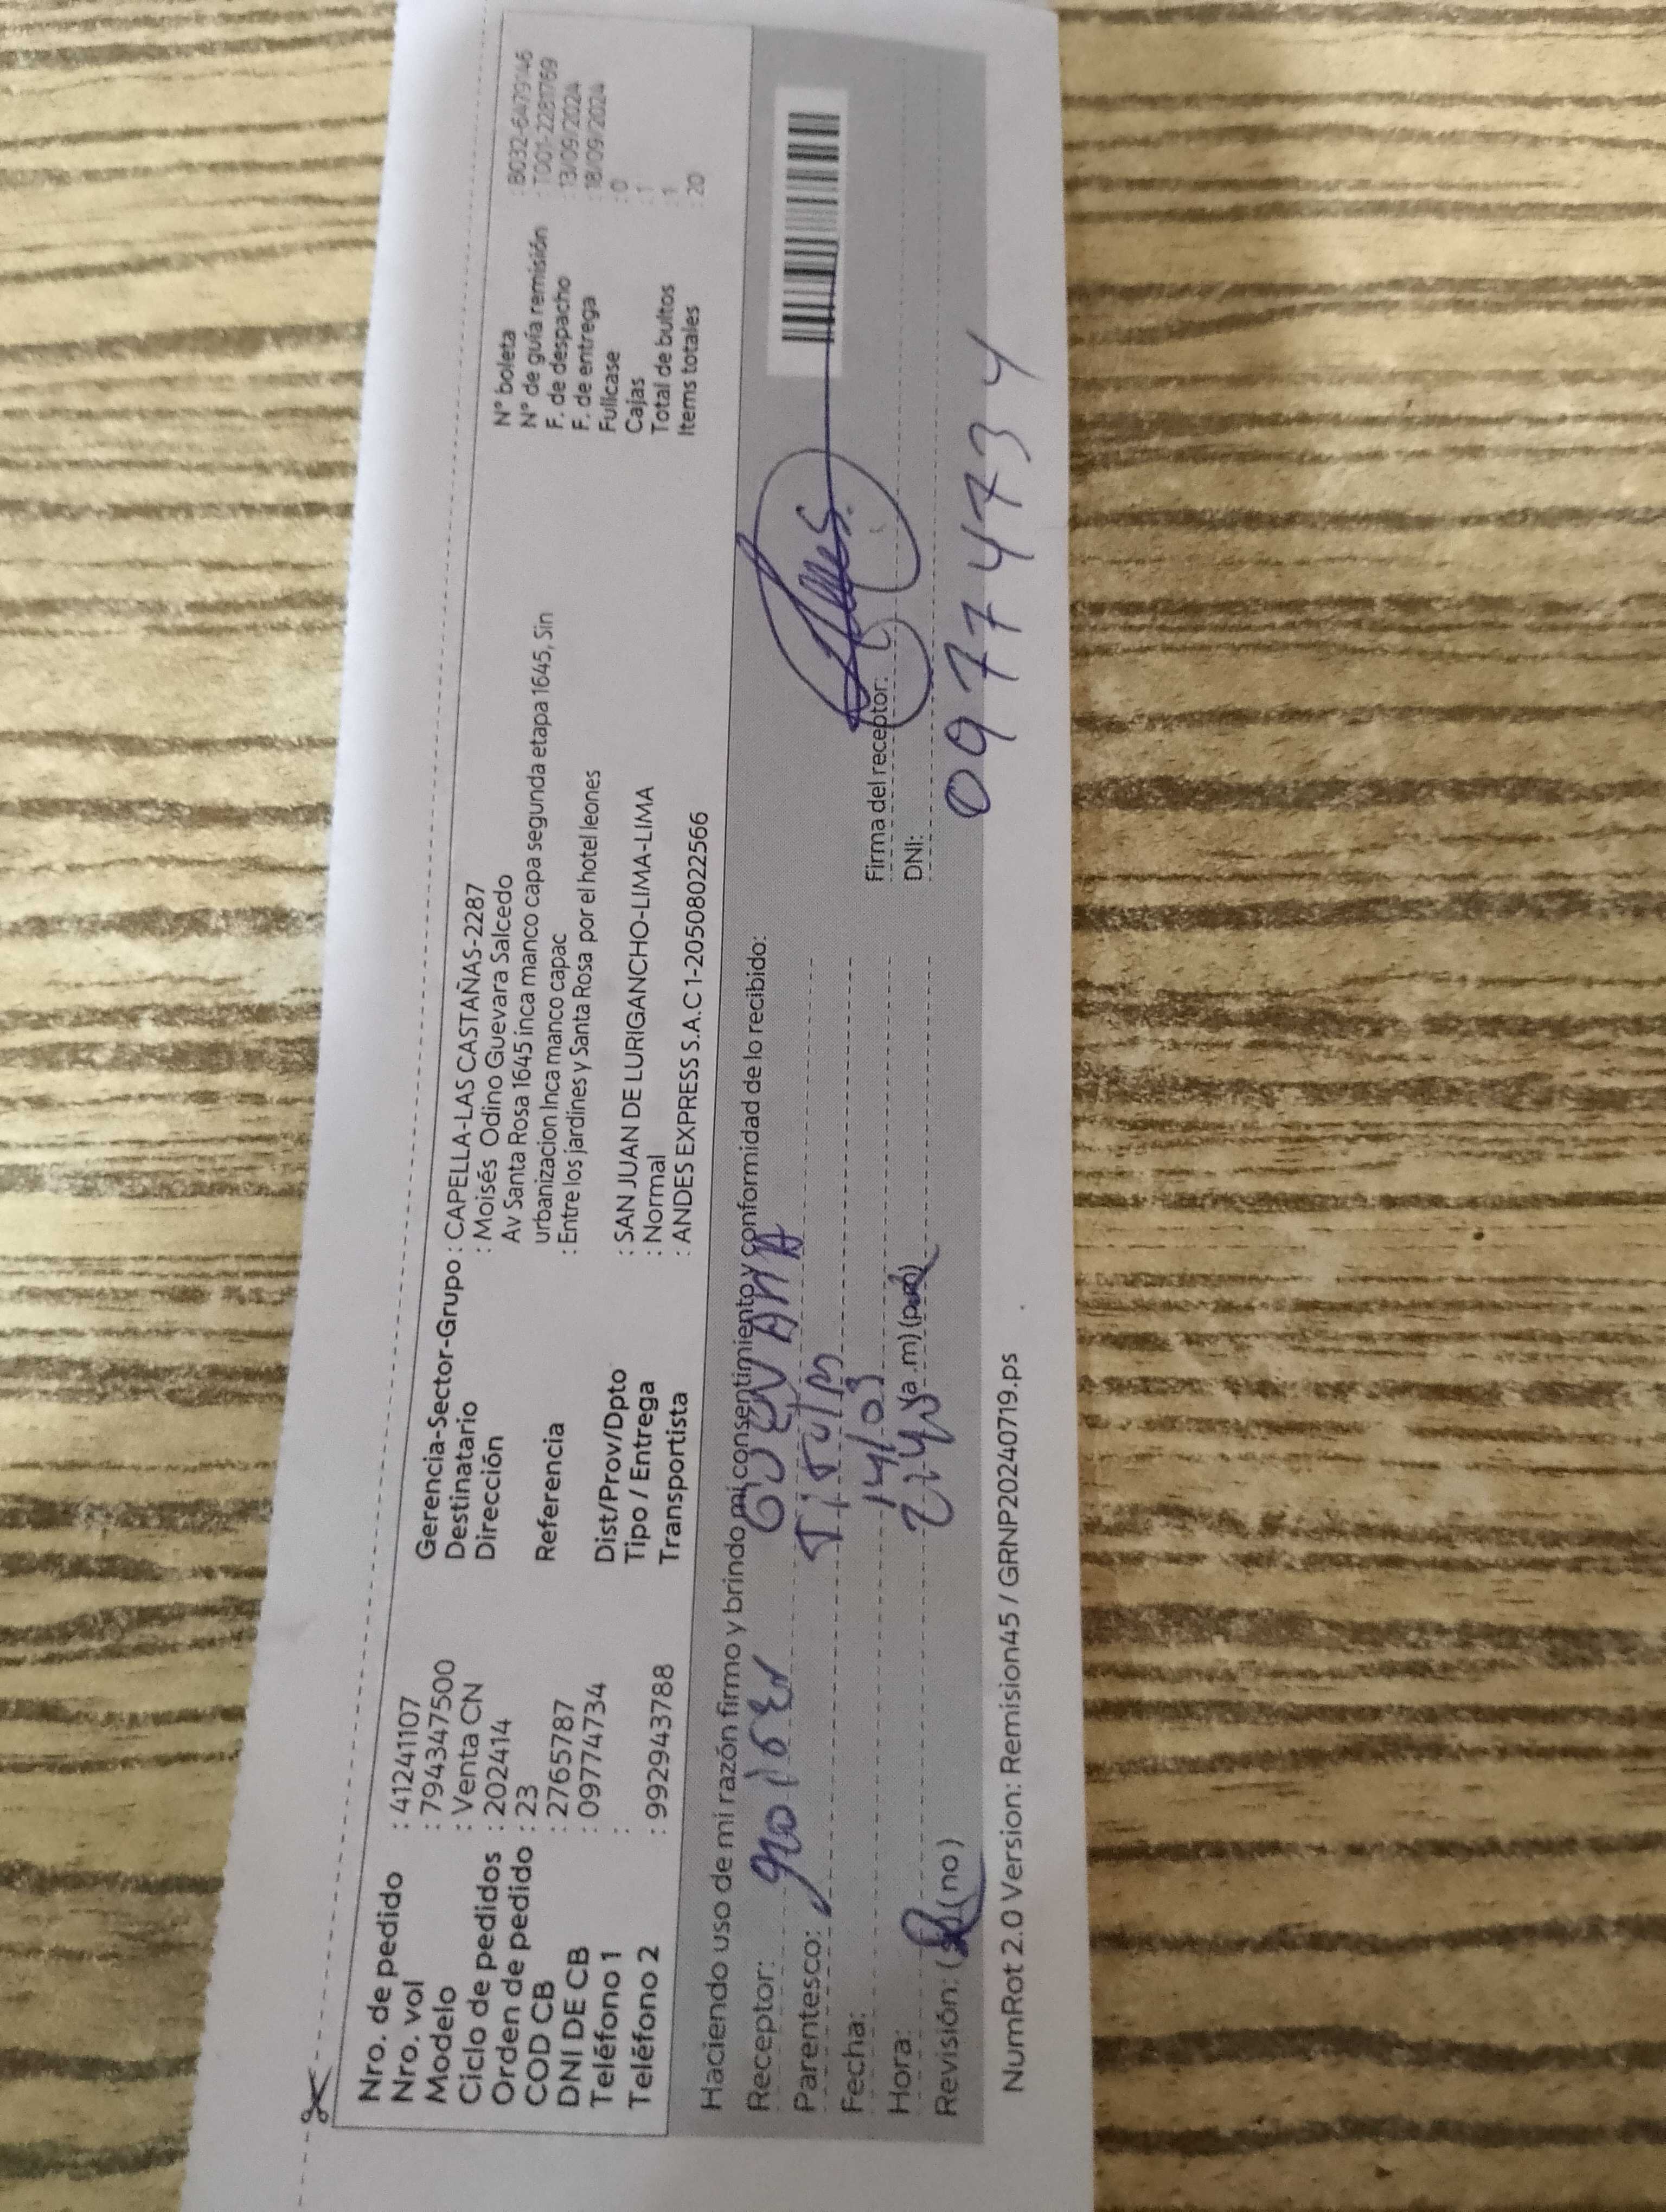 Nro. de pedido : 41241107
Nro. vol : 79434347500
Modelo : Venta CN
Ciclo de pedidos : 202414
Orden de pedido : 23
COD CB : 2765787
DNI DE CB : 09774734
Teléfono 1 :
Teléfono 2 : 992943788
Gerencia-Sector-Grupo : CAPELLA-LAS CASTAÑAS-2287
Destinatario : Moisés Odino Guevara Salcedo
Dirección Av Santa Rosa 1645 inca manco capa segunda etapa 1645, Sin
urbanizacion Inca manco capac
Referencia : Entre los jardines y Santa Rosa por el hotel leones
Dist/Prov/Dpto : SAN JUAN DE LURIGANCHO-LIMA-LIMA
Tipo / Entrega : Normal
Transportista : ANDES EXPRESS S.A.C 1-20508022566
N° boleta : B032-6479146
N° de guía remisión : T001-22281769
F. de despacho : 13/09/2024
F. de entrega : 18/09/2024
Fullcase : 0
Cajas : 1
Total de bultos : 1
Items totales : 20
Haciendo uso de mi razón firmo y brindo mi consentimiento y conformidad de lo recibido:
Receptor:
Parentesco:
Fecha: 14/09
Hora: (a.m) (p.m)
Revisión: (si) (no)
Firma del receptor:
DNI:
09774734
NumRot 2.0 Version: Remision45 / GRNP20240719.ps